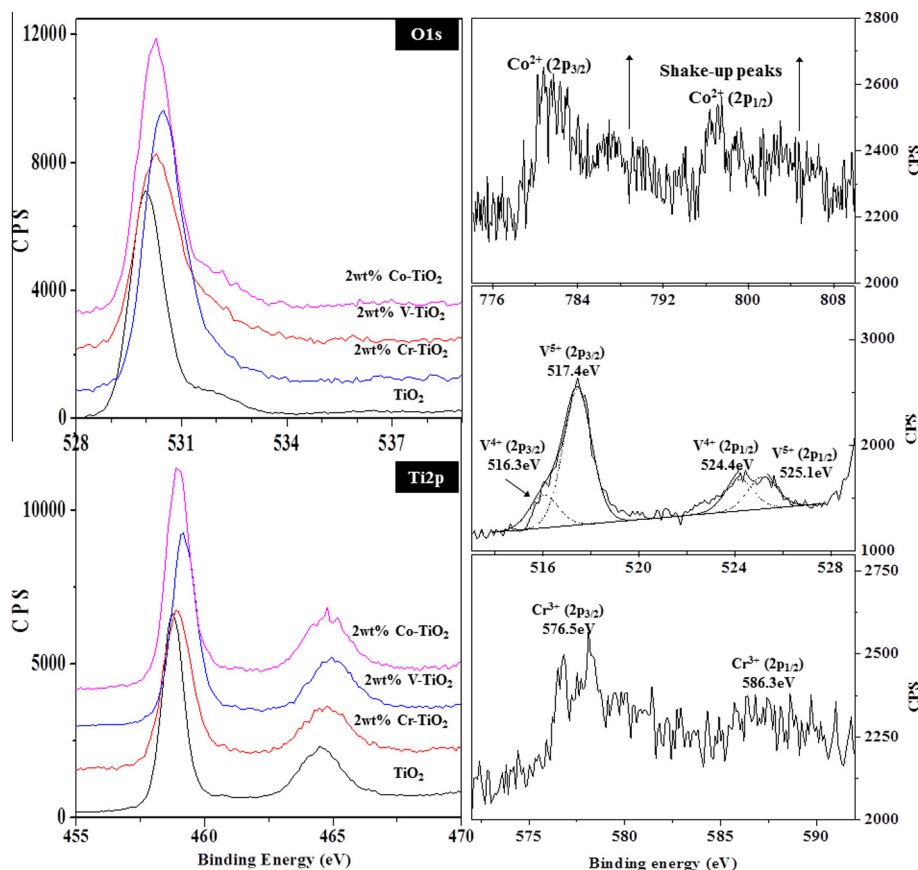 O1s
12000
8000
4000
0
CPS
2wt% Co-TiO₂
2wt% V-TiO₂
2wt% Cr-TiO₂
TiO₂
528
531
534
537
Ti2p
10000
5000
0
CPS
2wt% Co-TiO₂
2wt% V-TiO₂
2wt% Cr-TiO₂
TiO₂
455
460
465
470
Binding Energy (eV)
Co²⁺ (2p₃/₂)
Shake-up peaks
Co²⁺ (2p₁/₂)
2800
2600
2400
2200
2000
CPS
776
784
792
800
808
V⁵⁺ (2p₃/₂)
517.4eV
V⁴⁺ (2p₃/₂)
516.3eV
V⁴⁺ (2p₁/₂)
524.4eV
V⁵⁺ (2p₁/₂)
525.1eV
3000
2000
1000
CPS
516
520
524
528
Cr³⁺ (2p₃/₂)
576.5eV
Cr³⁺ (2p₁/₂)
586.3eV
2750
2500
2250
2000
CPS
575
580
585
590
Binding energy (eV)